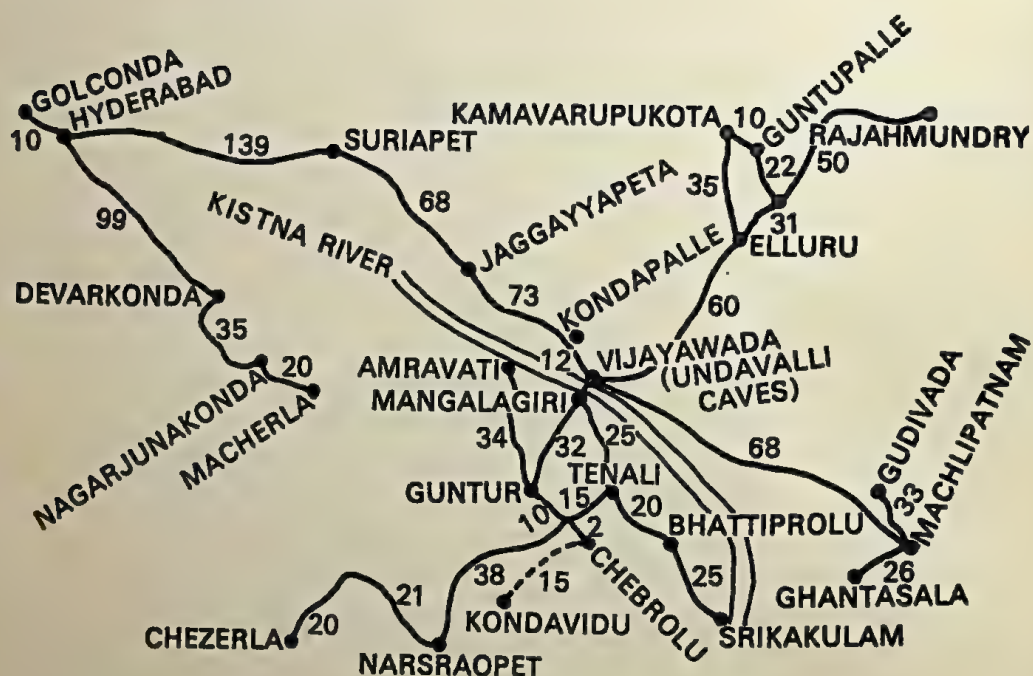 GOLCONDA
HYDERABAD
10
139
SURIAPET
KAMAVARUPUKOTA
10
GUNTUPALLE
RAJAHMUNDRY
22
50
35
31
ELLURU
99
KISTNA RIVER
68
JAGGAYYAPETA
KONDAPALLE
60
DEVARKONDA
73
35
20
NAGARJUNAKONDA
MACHERLA
AMRAVATI
12
VIJAYAWADA
(UNDAVALLI
CAVES)
MANGALAGIRI
34
32
25
68
GUDIVADA
MACHLIPATNAM
33
GUNTUR
TENALI
15
20
10
2
BHATTIPROLU
CHEBROLU
25
26
GHANTASALA
38
15
KONDAVIDU
SRIKAKULAM
21
20
CHEZERLA
NARSRAOPET